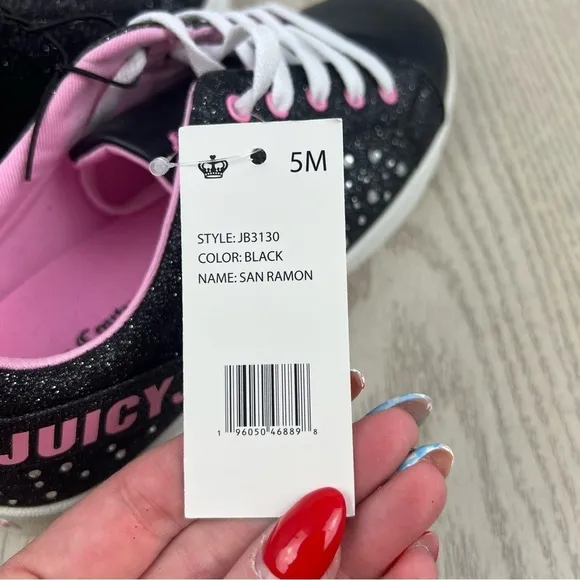 5M
STYLE: JB3130
COLOR: BLACK
NAME: SAN RAMON
1 96050 46889 8
JUICY